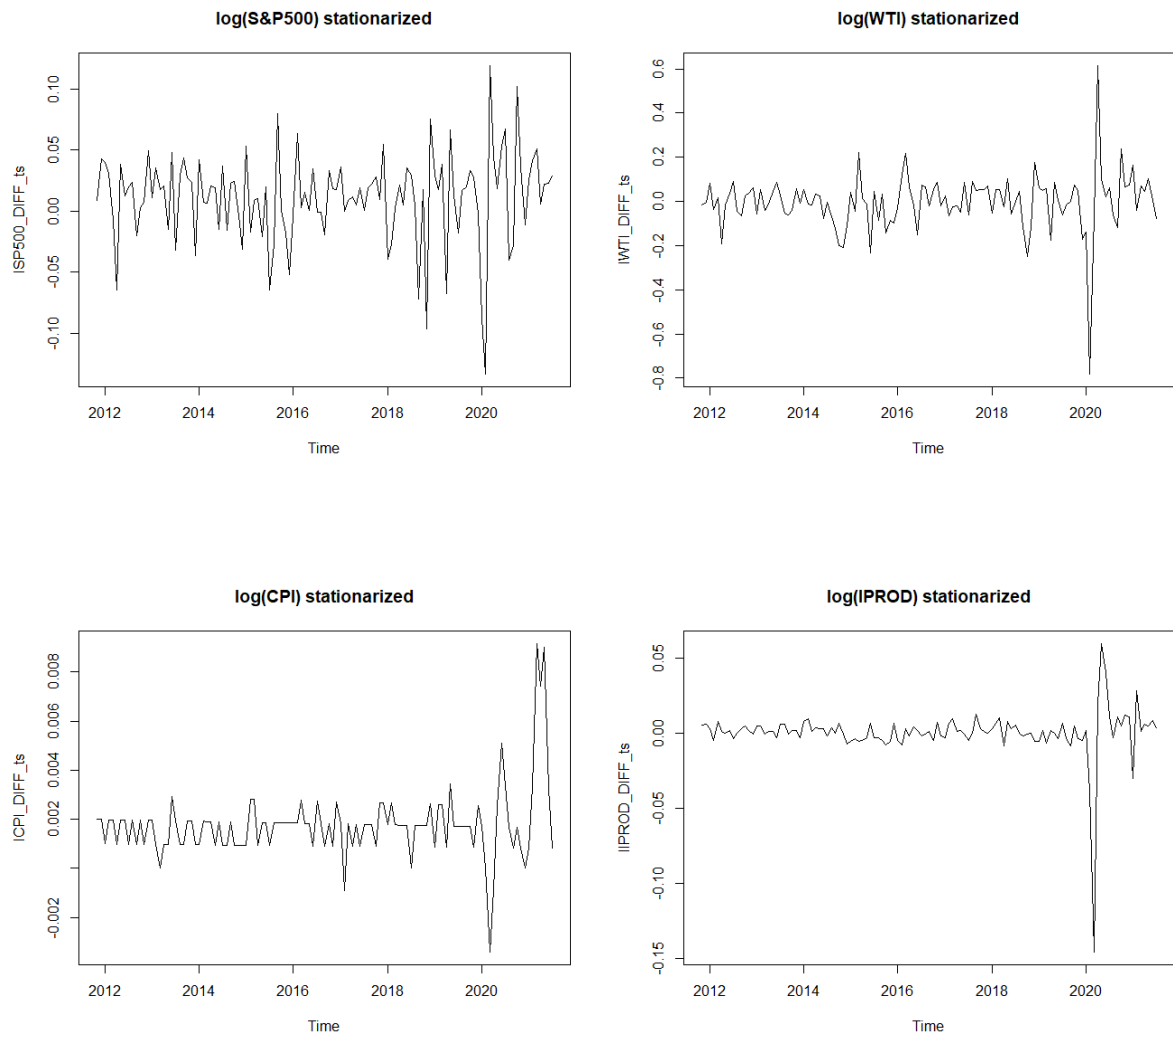 log(S&P500) stationarized
lSP500_DIFF_ts
0.10
0.05
0.00
-0.05
-0.10
2012 2014 2016 2018 2020
Time
log(WTI) stationarized
lWTI_DIFF_ts
0.6
0.4
0.2
0.0
-0.2
-0.4
-0.6
-0.8
2012 2014 2016 2018 2020
Time
log(CPI) stationarized
lCPI_DIFF_ts
0.008
0.006
0.004
0.002
-0.002
2012 2014 2016 2018 2020
Time
log(IPROD) stationarized
lIPROD_DIFF_ts
0.05
0.00
-0.05
-0.10
-0.15
2012 2014 2016 2018 2020
Time